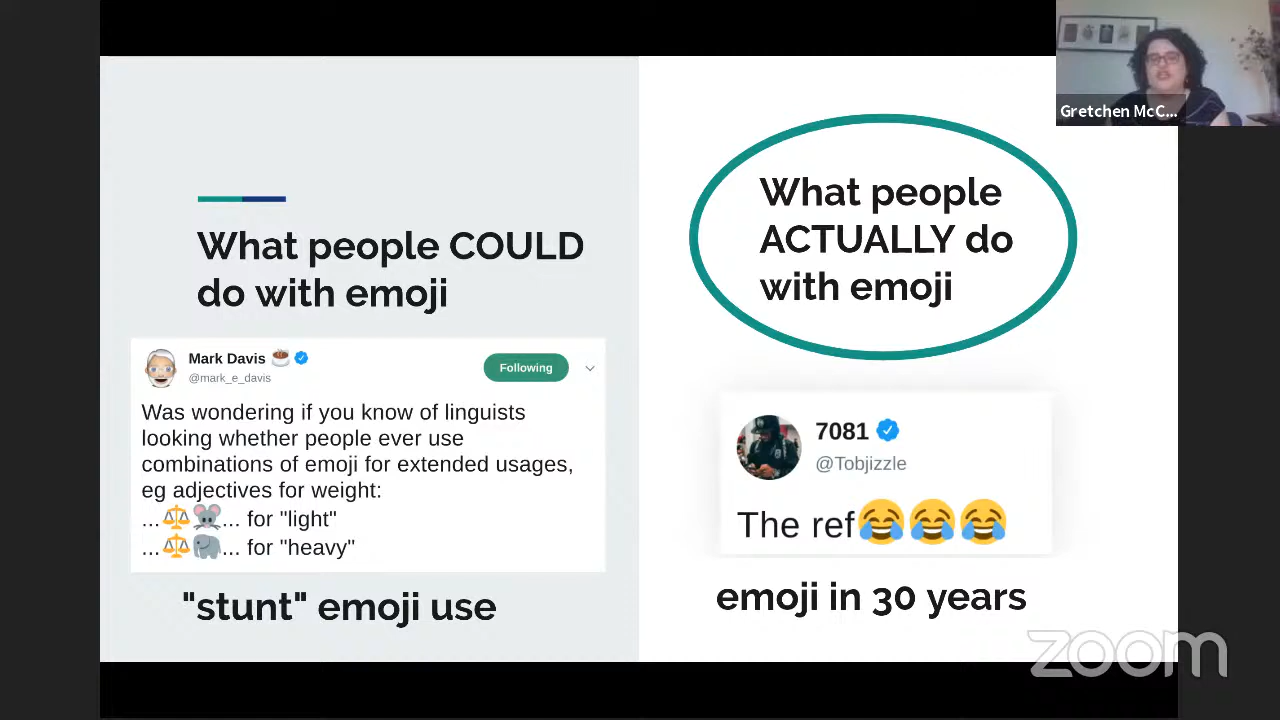 Gretchen McC...
What people COULD
do with emoji
Mark Davis ☕
@mark_e_davis
Following
Was wondering if you know of linguists
looking whether people ever use
combinations of emoji for extended usages,
eg adjectives for weight:
...⚖️🐭... for "light"
...⚖️🐘... for "heavy"
"stunt" emoji use
What people
ACTUALLY do
with emoji
7081
@Tobjizzle
The ref😂😂😂
emoji in 30 years
zoom